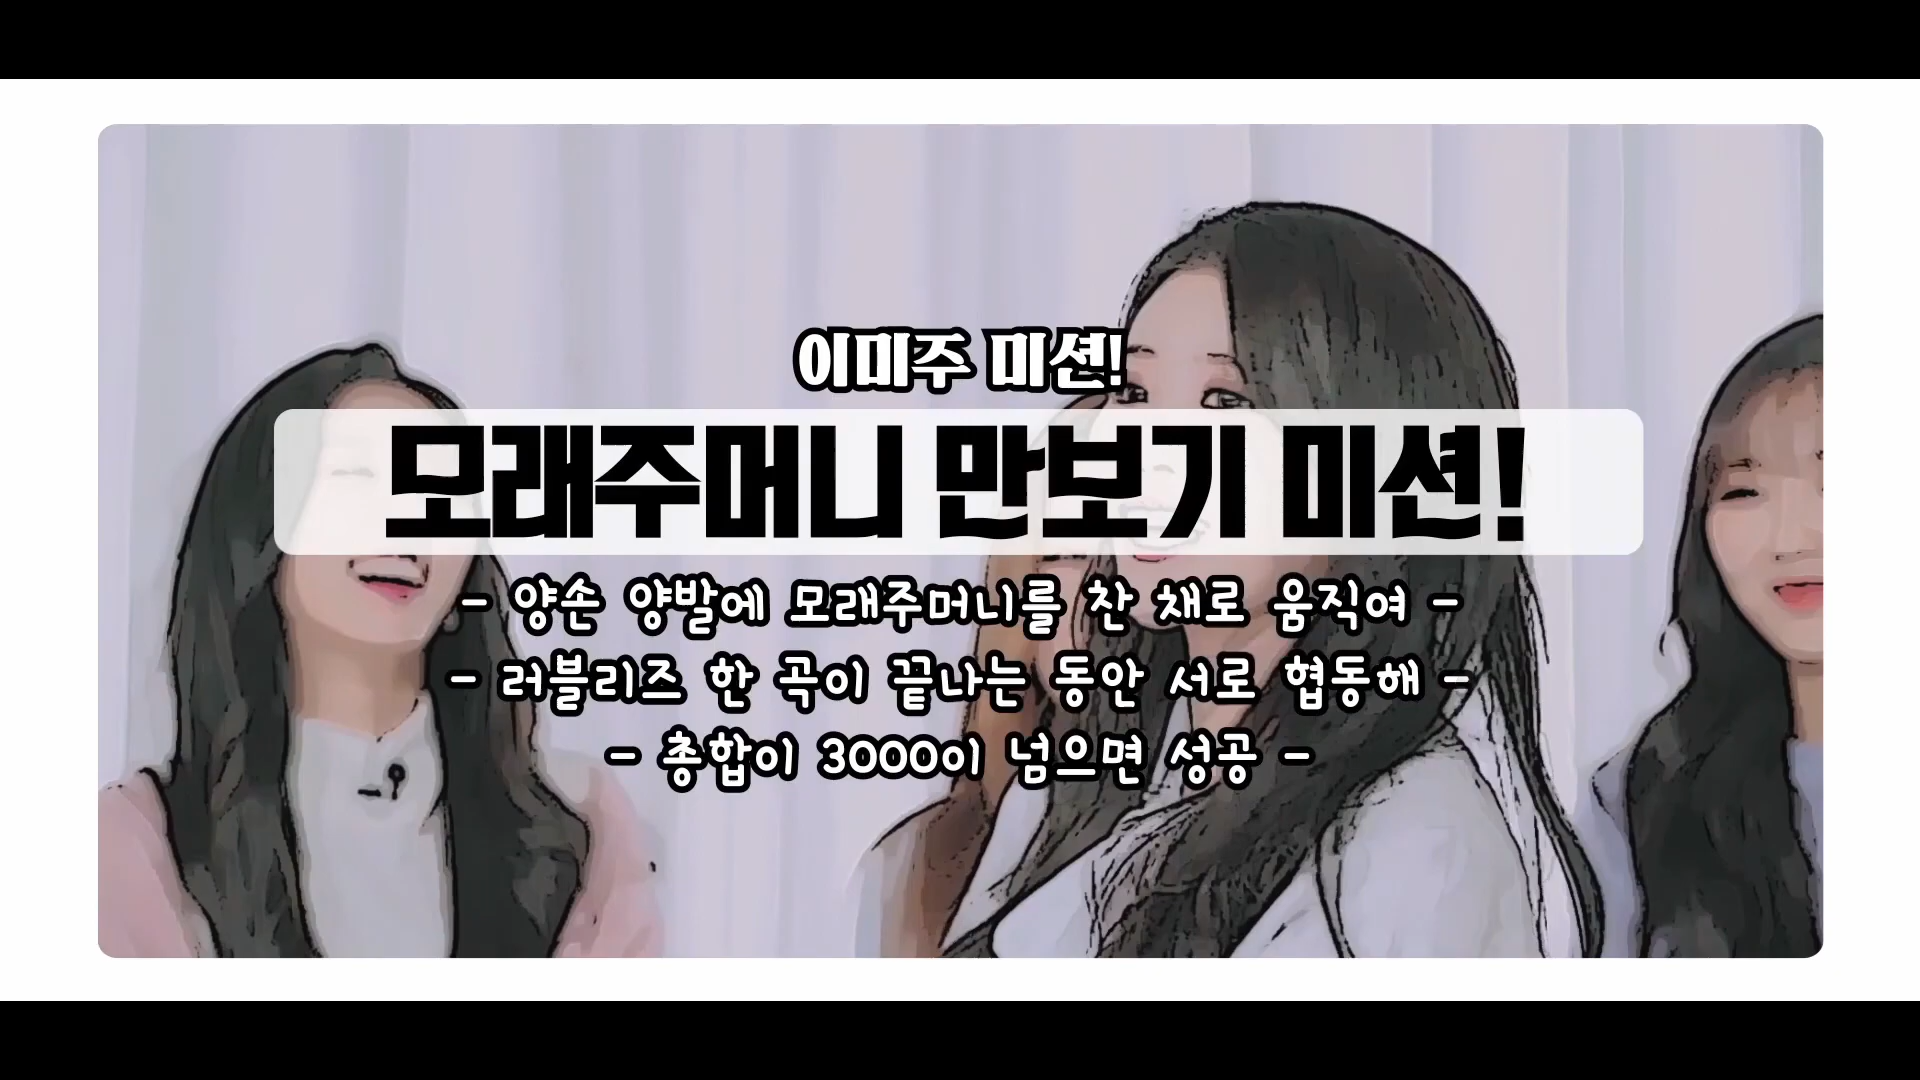 이미주 미션!
모래주머니 만보기 미션!
- 양손 양발에 모래주머니를 찬 채로 움직여 -
- 러블리즈 한 곡이 끝나는 동안 서로 협동해 -
- 총합이 3000이 넘으면 성공 -